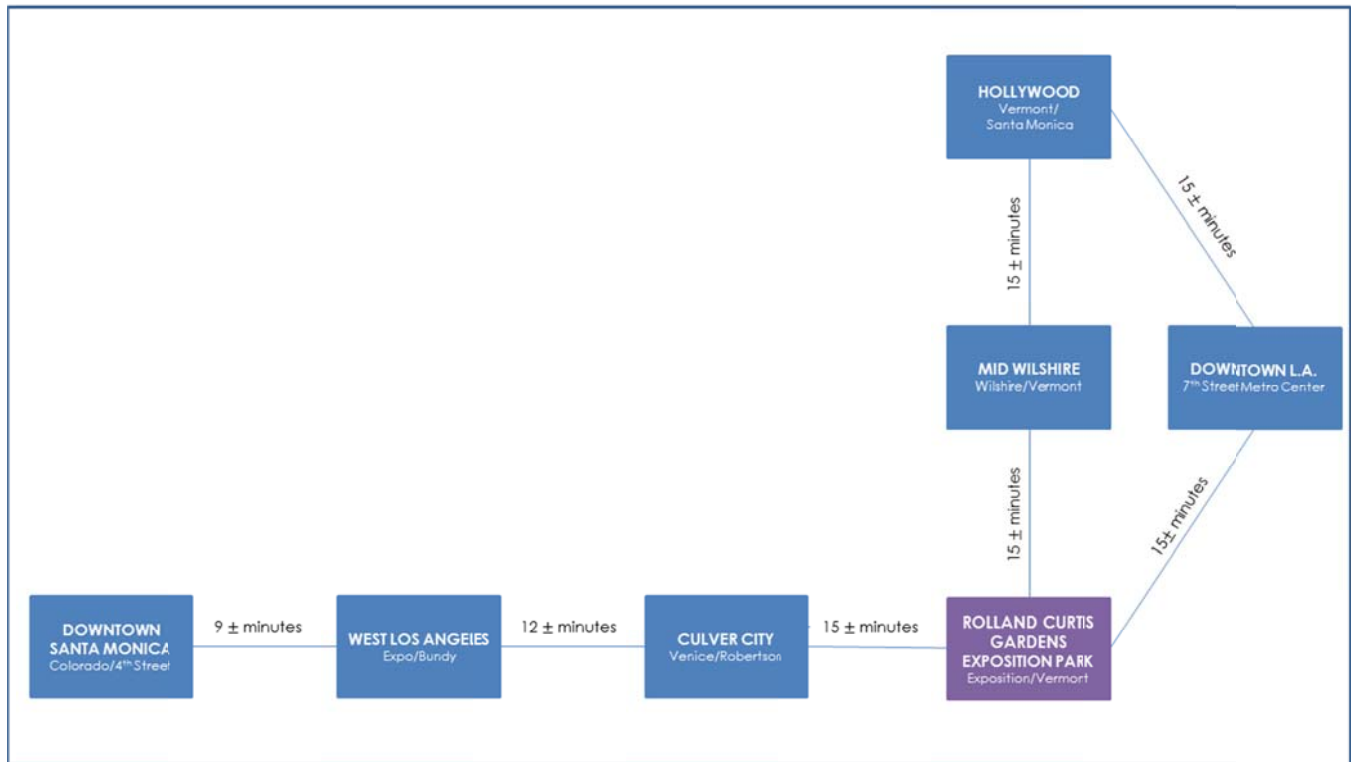 HOLLYWOOD
Vermont/
Santa Monica
15 ± minutes
15 ± minutes
MID WILSHIRE
Wilshire/Vermont
DOWNTOWN L.A.
7th Street Metro Center
15 ± minutes
15± minutes
DOWNTOWN
SANTA MONICA
Colorado/4th Street
9 ± minutes
WEST LOS ANGELES
Expo/Bundy
12 ± minutes
CULVER CITY
Venice/Robertson
15 ± minutes
ROLLAND CURTIS
GARDENS
EXPOSITION PARK
Exposition/Vermont